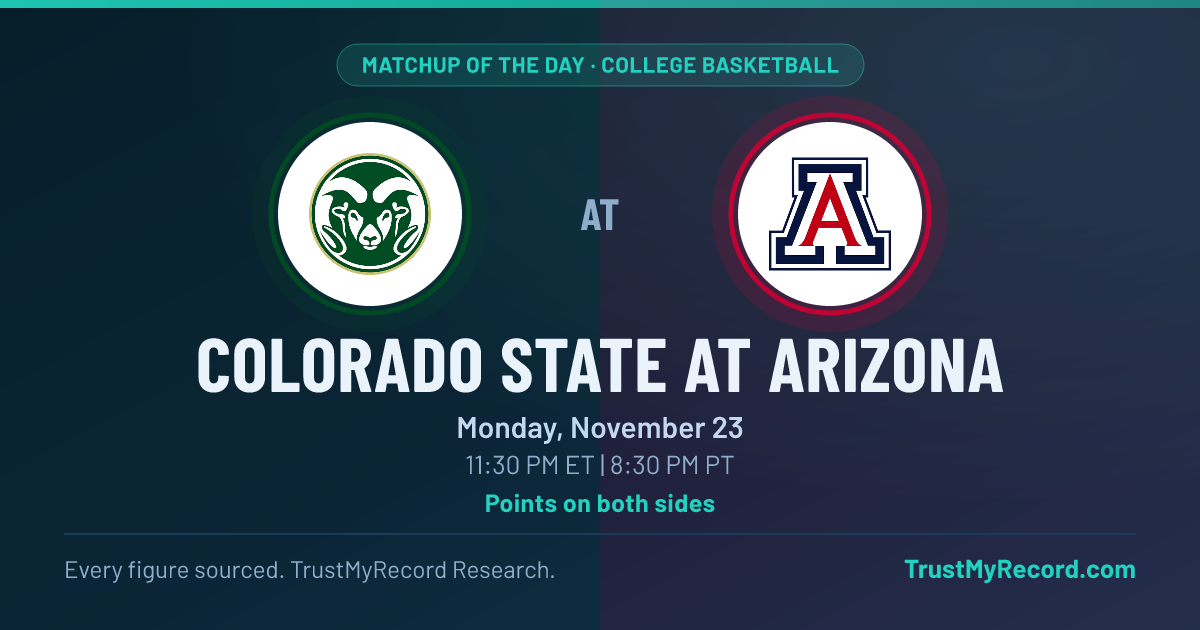 MATCHUP OF THE DAY · COLLEGE BASKETBALL
A
AT
COLORADO STATE AT ARIZONA
Monday, November 23
11:30 PM ET | 8:30 PM PT
Points on both sides
Every figure sourced. TrustMyRecord Research.
TrustMyRecord.com